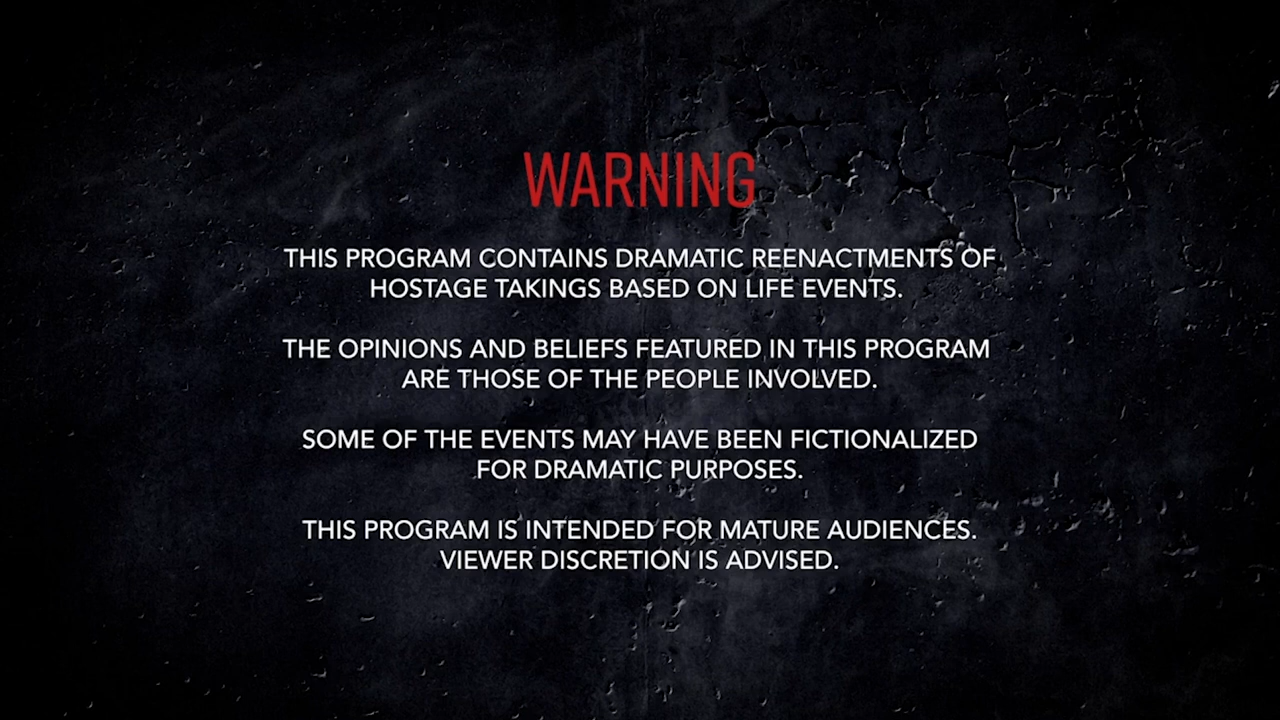 WARNING
THIS PROGRAM CONTAINS DRAMATIC REENACTMENTS OF
HOSTAGE TAKINGS BASED ON LIFE EVENTS.
THE OPINIONS AND BELIEFS FEATURED IN THIS PROGRAM
ARE THOSE OF THE PEOPLE INVOLVED.
SOME OF THE EVENTS MAY HAVE BEEN FICTIONALIZED
FOR DRAMATIC PURPOSES.
THIS PROGRAM IS INTENDED FOR MATURE AUDIENCES.
VIEWER DISCRETION IS ADVISED.